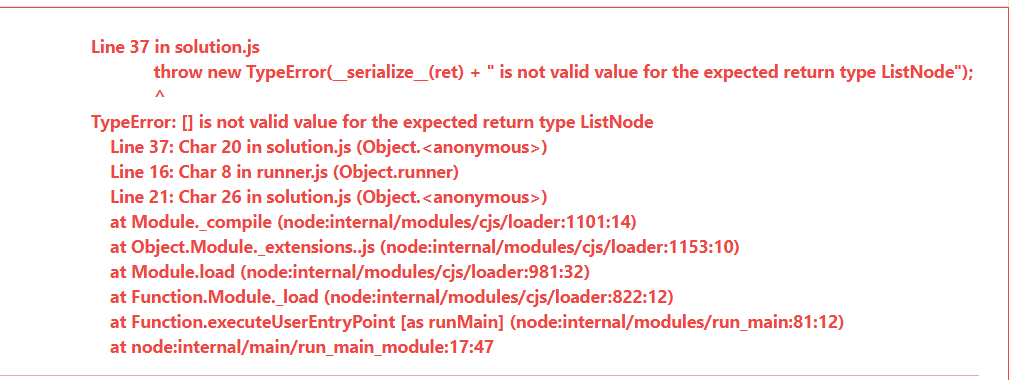 Line 37 in solution.js
throw new TypeError(__serialize__(ret) + " is not valid value for the expected return type ListNode");
^
TypeError: [] is not valid value for the expected return type ListNode
Line 37: Char 20 in solution.js (Object.<anonymous>)
Line 16: Char 8 in runner.js (Object.runner)
Line 21: Char 26 in solution.js (Object.<anonymous>)
at Module._compile (node:internal/modules/cjs/loader:1101:14)
at Object.Module._extensions..js (node:internal/modules/cjs/loader:1153:10)
at Module.load (node:internal/modules/cjs/loader:981:32)
at Function.Module._load (node:internal/modules/cjs/loader:822:12)
at Function.executeUserEntryPoint [as runMain] (node:internal/modules/run_main:81:12)
at node:internal/main/run_main_module:17:47